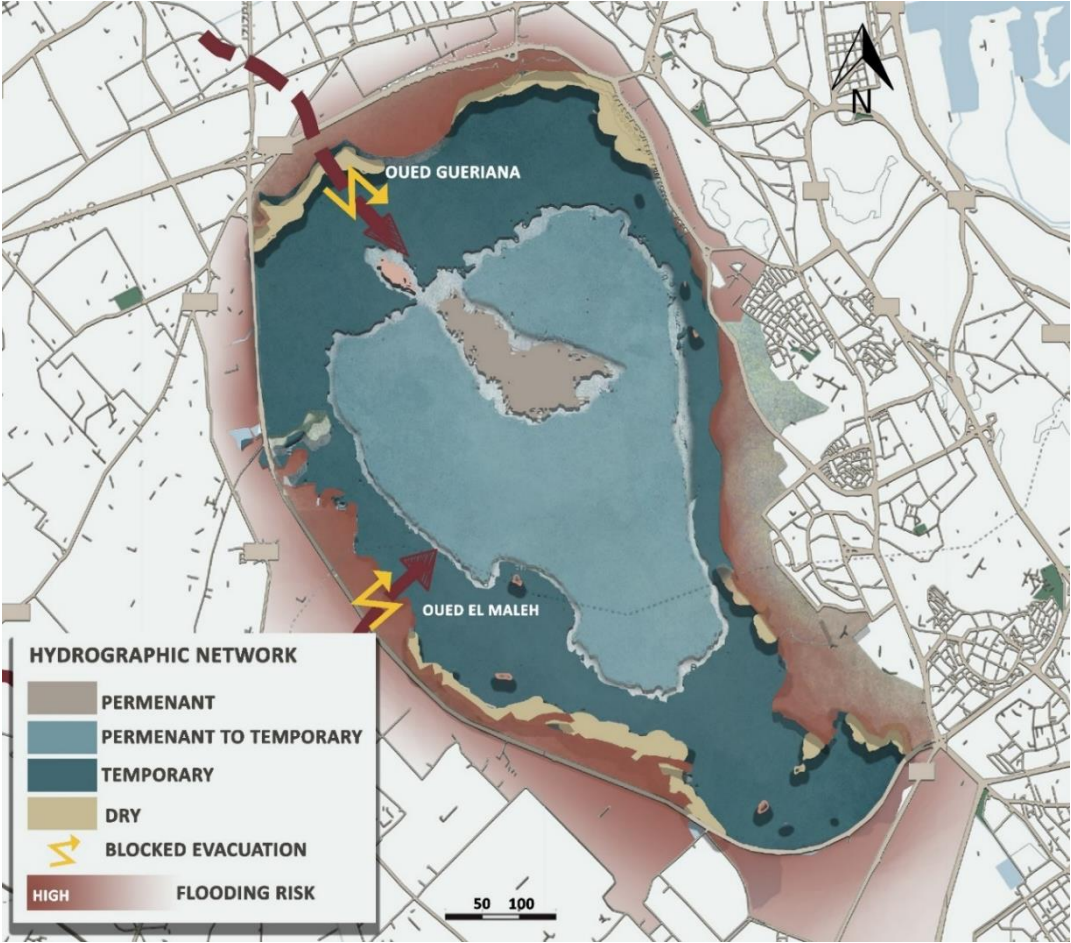 N
OUED GUERIANA
OUED EL MALEH
HYDROGRAPHIC NETWORK
PERMENANT
PERMENANT TO TEMPORARY
TEMPORARY
DRY
BLOCKED EVACUATION
HIGH FLOODING RISK
50 100